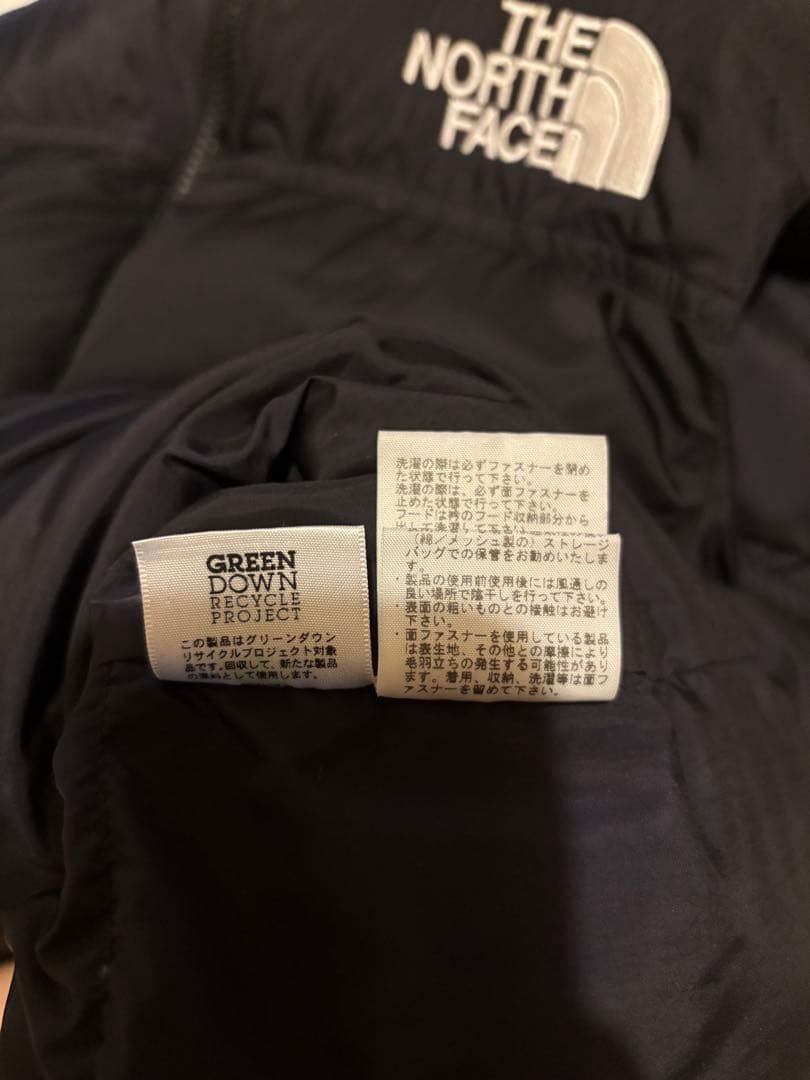 THE
NORTH
FACE
洗濯の際は必ずファスナーを閉め
た状態で行って下さい。
洗濯の際は、必ず面ファスナーを
止めた状態で行って下さい。
フードは衿のフード収納部分から
出して洗濯して下さい。
（綿／メッシュ製の）ストレージ
バッグでの保管をお勧めいたしま
す。
・製品の使用前使用後には風通しの
良い場所で陰干しを行って下さい。
・表面の粗いものとの接触はお避け
下さい。
・面ファスナーを使用している製品
は表生地、その他との摩擦により
毛羽立ちの発生する可能性があり
ます。着用、収納、洗濯等は面フ
ァスナーを留めて下さい。
GREEN
DOWN
RECYCLE
PROJECT
この製品はグリーンダウン
リサイクルプロジェクト対象
品です。回収して、新たな製品
の原料として使用します。